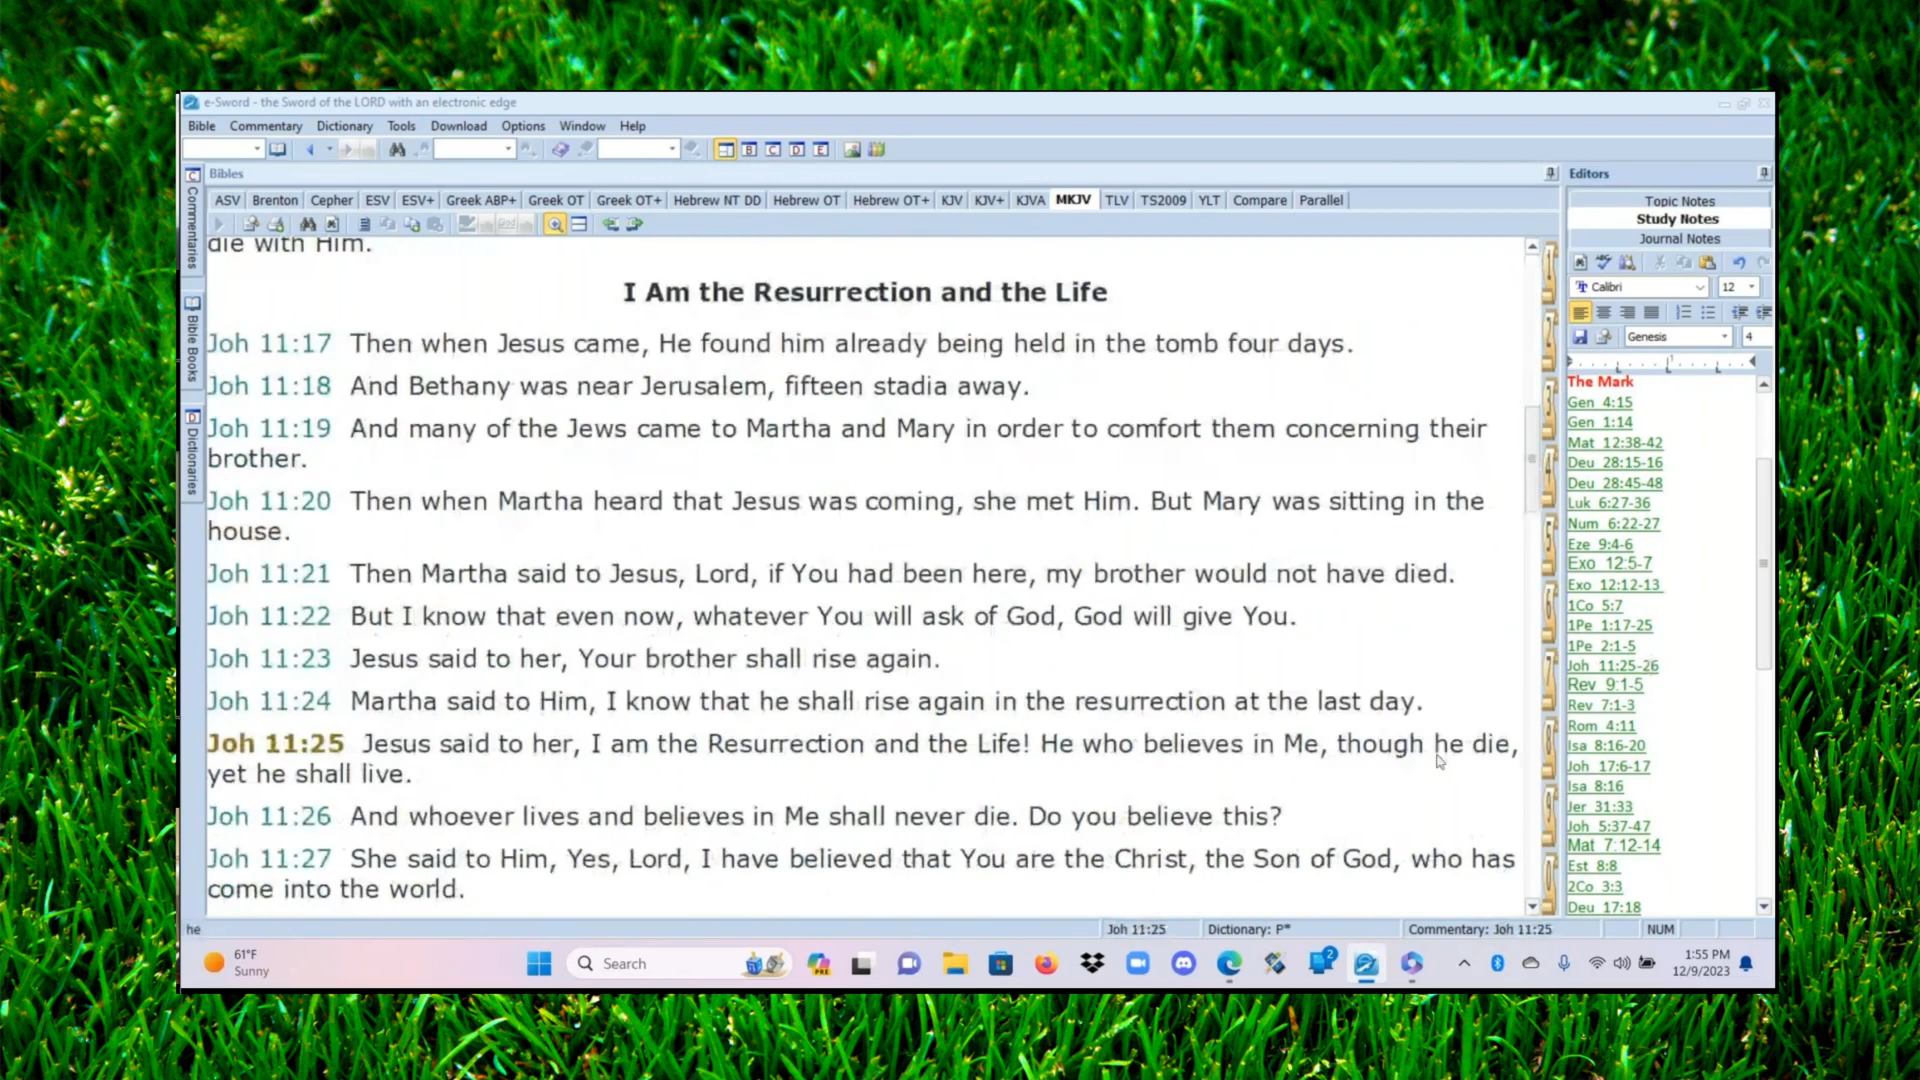 e-Sword - the Sword of the LORD with an electronic edge
Bible Commentary Dictionary Tools Download Options Window Help
B C D E
Bibles
ASV Brenton Cepher ESV ESV+ Greek ABP+ Greek OT Greek OT+ Hebrew NT DD Hebrew OT Hebrew OT+ KJV KJV+ KJVA MKJV TLV TS2009 YLT Compare Parallel
Commentaries
Bible Books
Dictionaries
die with Him.
I Am the Resurrection and the Life
Joh 11:17 Then when Jesus came, He found him already being held in the tomb four days.
Joh 11:18 And Bethany was near Jerusalem, fifteen stadia away.
Joh 11:19 And many of the Jews came to Martha and Mary in order to comfort them concerning their
brother.
Joh 11:20 Then when Martha heard that Jesus was coming, she met Him. But Mary was sitting in the
house.
Joh 11:21 Then Martha said to Jesus, Lord, if You had been here, my brother would not have died.
Joh 11:22 But I know that even now, whatever You will ask of God, God will give You.
Joh 11:23 Jesus said to her, Your brother shall rise again.
Joh 11:24 Martha said to Him, I know that he shall rise again in the resurrection at the last day.
Joh 11:25 Jesus said to her, I am the Resurrection and the Life! He who believes in Me, though he die,
yet he shall live.
Joh 11:26 And whoever lives and believes in Me shall never die. Do you believe this?
Joh 11:27 She said to Him, Yes, Lord, I have believed that You are the Christ, the Son of God, who has
come into the world.
1
2
3
4
5
6
7
8
9
0
Editors
Topic Notes
Study Notes
Journal Notes
Calibri 12
Genesis 4
The Mark
Gen 4:15
Gen 1:14
Mat 12:38-42
Deu 28:15-16
Deu 28:45-48
Luk 6:27-36
Num 6:22-27
Eze 9:4-6
Exo 12:5-7
Exo 12:12-13
1Co 5:7
1Pe 1:17-25
1Pe 2:1-5
Joh 11:25-26
Rev 9:1-5
Rev 7:1-3
Rom 4:11
Isa 8:16-20
Joh 17:6-17
Isa 8:16
Jer 31:33
Joh 5:37-47
Mat 7:12-14
Est 8:8
2Co 3:3
Deu 17:18
he Joh 11:25 Dictionary: P* Commentary: Joh 11:25 NUM
61°F
Sunny
Search
PRE
2
1:55 PM
12/9/2023